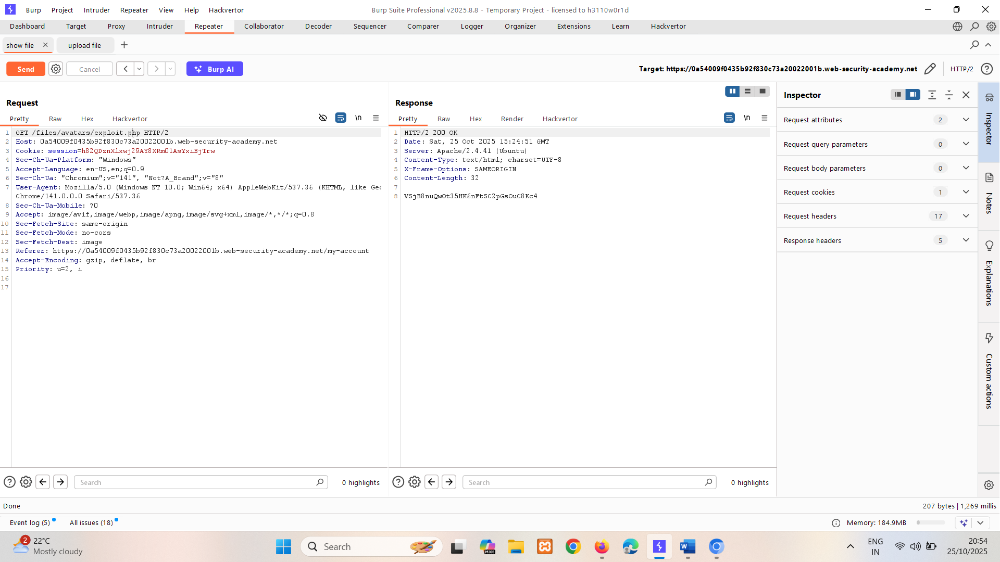 Burp Project Intruder Repeater View Help Hackvertor Burp Suite Professional v2025.8.8 - Temporary Project - licensed to h3110w0r1d
Dashboard Target Proxy Intruder Repeater Collaborator Decoder Sequencer Comparer Logger Organizer Extensions Learn Hackvertor
show file upload file
Send Cancel Burp AI Target: https://0a54009f0435b92f830c73a20022001b.web-security-academy.net HTTP/2
Request
Pretty Raw Hex Hackvertor \n
1 GET /files/avatars/exploit.php HTTP/2
2 Host: 0a54009f0435b92f830c73a20022001b.web-security-academy.net
3 Cookie: session=h82QDznXlxwj29AY8XRmOlAsYxiBjTrw
4 Sec-Ch-Ua-Platform: "Windows"
5 Accept-Language: en-US,en;q=0.9
6 Sec-Ch-Ua: "Chromium";v="141", "Not?A_Brand";v="8"
7 User-Agent: Mozilla/5.0 (Windows NT 10.0; Win64; x64) AppleWebKit/537.36 (KHTML, like Gec
Chrome/141.0.0.0 Safari/537.36
8 Sec-Ch-Ua-Mobile: ?0
9 Accept: image/avif,image/webp,image/apng,image/svg+xml,image/*,*/*;q=0.8
10 Sec-Fetch-Site: same-origin
11 Sec-Fetch-Mode: no-cors
12 Sec-Fetch-Dest: image
13 Referer: https://0a54009f0435b92f830c73a20022001b.web-security-academy.net/my-account
14 Accept-Encoding: gzip, deflate, br
15 Priority: u=2, i
16
17
Search 0 highlights
Response
Pretty Raw Hex Render Hackvertor \n
1 HTTP/2 200 OK
2 Date: Sat, 25 Oct 2025 15:24:51 GMT
3 Server: Apache/2.4.41 (Ubuntu)
4 Content-Type: text/html; charset=UTF-8
5 X-Frame-Options: SAMEORIGIN
6 Content-Length: 32
7
8 VSjB8nuQwOt35HK6nFtSC2pGsOuC8Kc4
Search 0 highlights
Inspector
Request attributes 2
Request query parameters 0
Request body parameters 0
Request cookies 1
Request headers 17
Response headers 5
Inspector
Notes
Explanations
Custom actions
Done 207 bytes | 1,269 millis
Event log (5) All issues (18) Memory: 184.9MB
2 22°C
Mostly cloudy
Search
M365
W
ENG
IN
20:54
25/10/2025